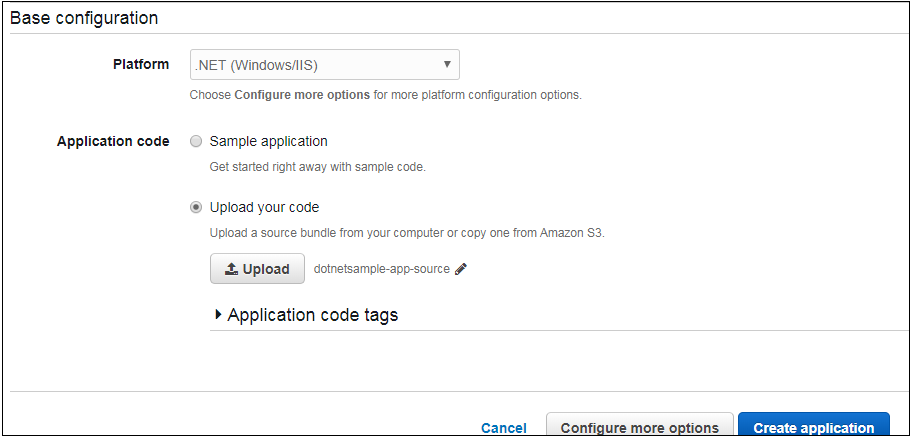 Base configuration
Platform
.NET (Windows/IIS)
Choose Configure more options for more platform configuration options.
Application code
Sample application
Get started right away with sample code.
Upload your code
Upload a source bundle from your computer or copy one from Amazon S3.
Upload
dotnetsample-app-source
Application code tags
Cancel
Configure more options
Create application